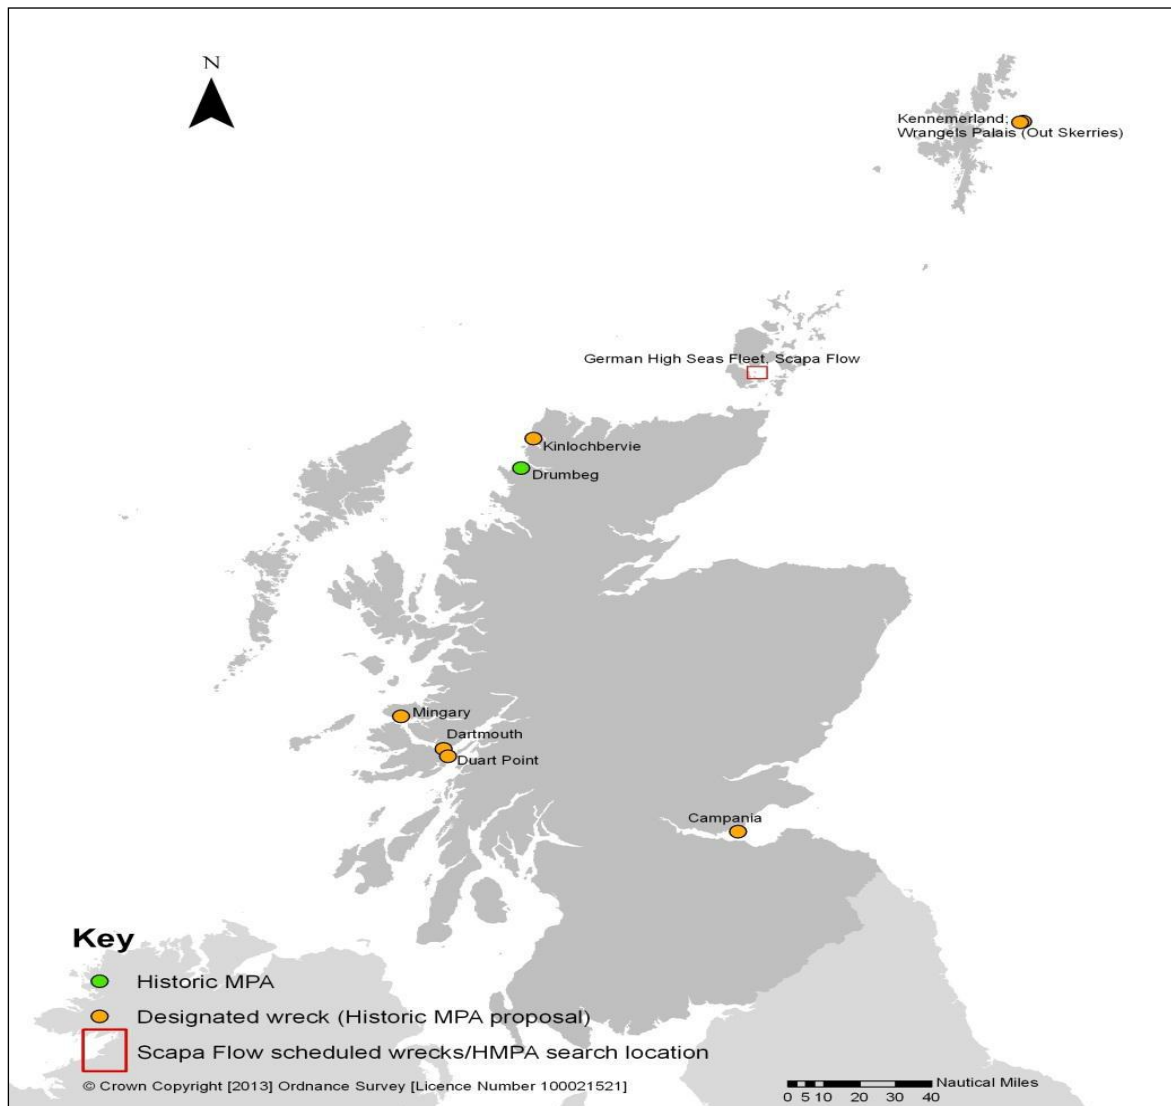 N
Kennemerland;
Wrangels Palais (Out Skerries)
German High Seas Fleet, Scapa Flow
Kinlochbervie
Drumbeg
Mingary
Dartmouth
Duart Point
Campania
Key
Historic MPA
Designated wreck (Historic MPA proposal)
Scapa Flow scheduled wrecks/HMPA search location
© Crown Copyright [2013] Ordnance Survey [Licence Number 100021521]
Nautical Miles
0 5 10 20 30 40